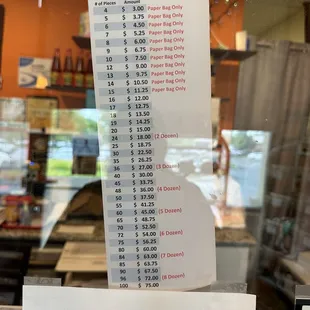 # of Pieces Amount
4 $ 3.00 Paper Bag Only
5 $ 3.75 Paper Bag Only
6 $ 4.50 Paper Bag Only
7 $ 5.25 Paper Bag Only
8 $ 6.00 Paper Bag Only
9 $ 6.75 Paper Bag Only
10 $ 7.50 Paper Bag Only
12 $ 9.00 Paper Bag Only
13 $ 9.75 Paper Bag Only
14 $ 10.50 Paper Bag Only
15 $ 11.25 Paper Bag Only
16 $ 12.00
17 $ 12.75
18 $ 13.50
19 $ 14.25
20 $ 15.00
24 $ 18.00 (2 Dozen)
25 $ 18.75
30 $ 22.50
35 $ 26.25
36 $ 27.00 (3 Dozen)
40 $ 30.00
45 $ 33.75
48 $ 36.00 (4 Dozen)
50 $ 37.50
55 $ 41.25
60 $ 45.00 (5 Dozen)
65 $ 48.75
70 $ 52.50
72 $ 54.00 (6 Dozen)
75 $ 56.25
80 $ 60.00
84 $ 63.00 (7 Dozen)
85 $ 63.75
90 $ 67.50
96 $ 72.00 (8 Dozen)
100 $ 75.00